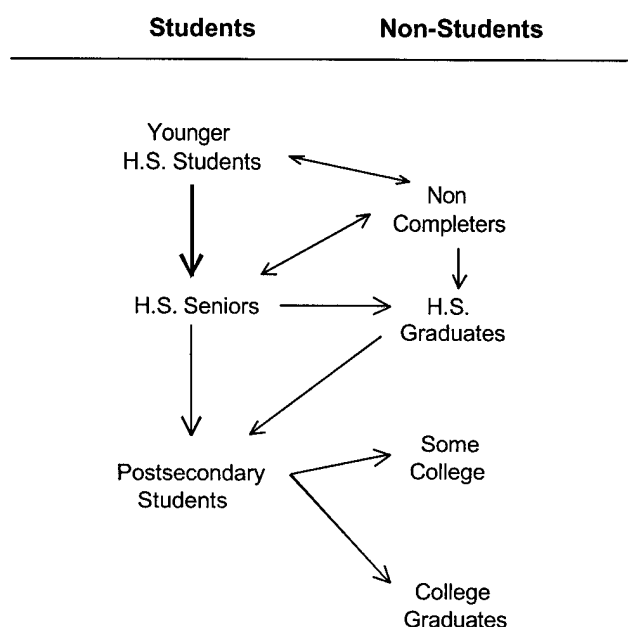 Students
Non-Students
Younger
H.S. Students
Non
Completers
H.S. Seniors
H.S.
Graduates
Postsecondary
Students
Some
College
College
Graduates